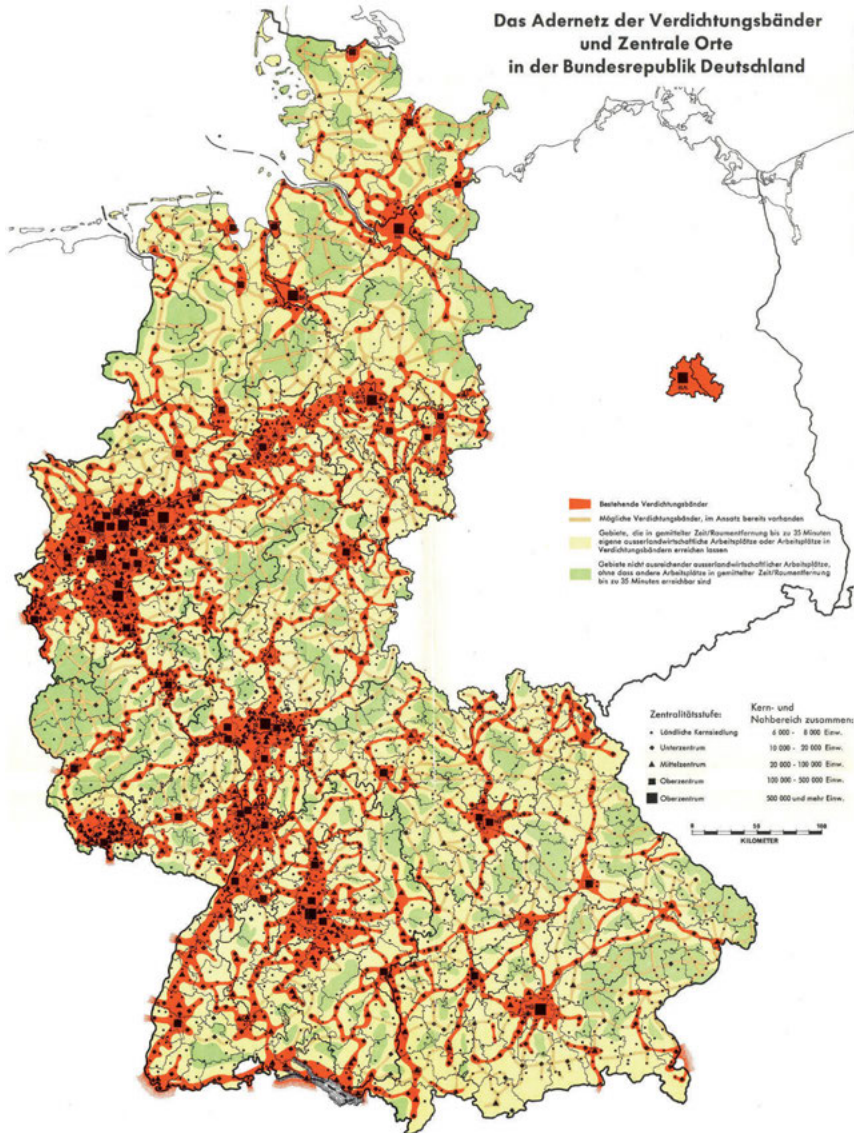 Das Adernetz der Verdichtungsbänder
und Zentrale Orte
in der Bundesrepublik Deutschland
Bestehende Verdichtungsbänder
Mögliche Verdichtungsbänder, im Ansatz bereits vorhanden
Gebiete, die in gemittelter Zeit/Raumentfernung bis zu 35 Minuten
eigene ausserlandwirtschaftliche Arbeitsplätze oder Arbeitsplätze in
Verdichtungsbändern erreichen lassen
Gebiete nicht ausreichender ausserlandwirtschaftlicher Arbeitsplätze,
ohne dass andere Arbeitsplätze in gemittelter Zeit/Raumentfernung
bis zu 35 Minuten erreichbar sind
Zentralitätsstufe: Kern- und
Nahbereich zusammen:
Ländliche Kernsiedlung 6 000 - 8 000 Einw.
Unterzentrum 10 000 - 20 000 Einw.
Mittelzentrum 20 000 - 100 000 Einw.
Oberzentrum 100 000 - 500 000 Einw.
Oberzentrum 500 000 und mehr Einw.
0 50 100
KILOMETER